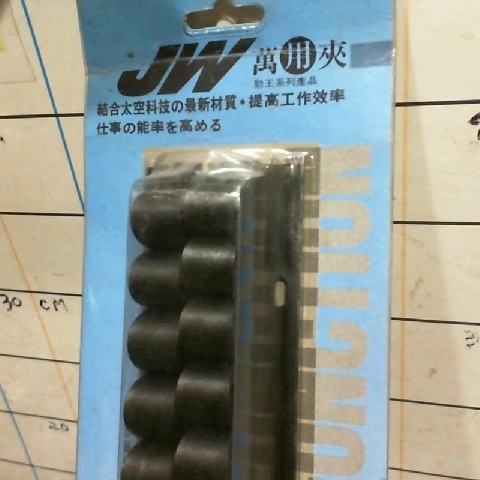 JW 萬用夾
勁王系列產品
結合太空科技の最新材質・提高工作效率
仕事の能率を高める
UNCTION
30 CM
20